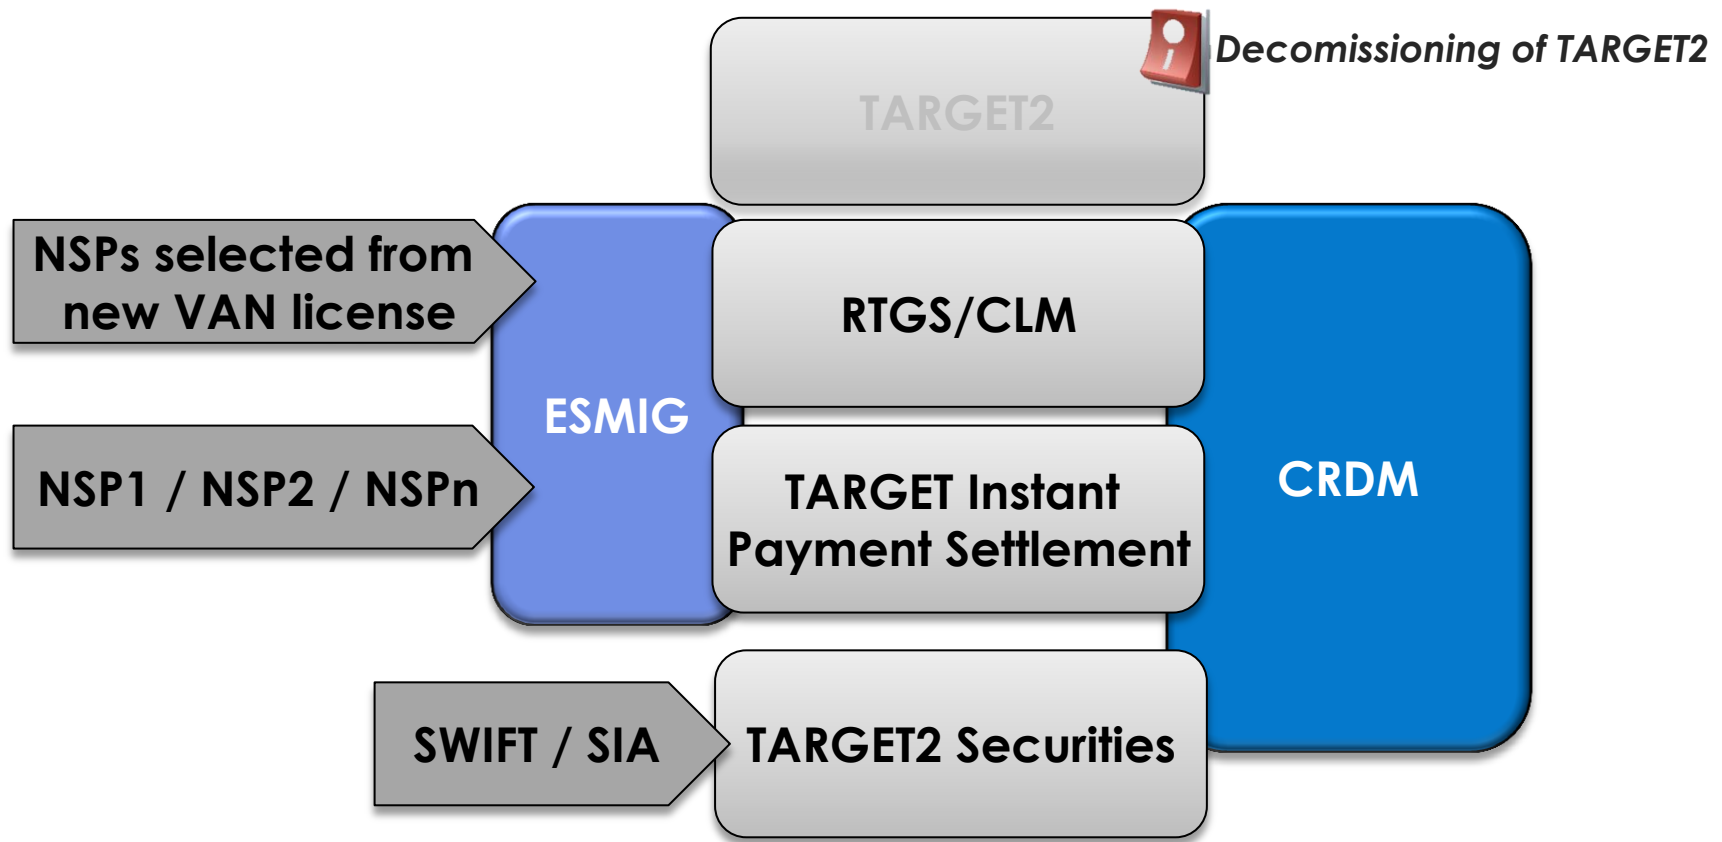 Decomissioning of TARGET2
TARGET2
NSPs selected from
new VAN license
RTGS/CLM
ESMIG
CRDM
NSP1 / NSP2 / NSPn
TARGET Instant
Payment Settlement
SWIFT / SIA
TARGET2 Securities